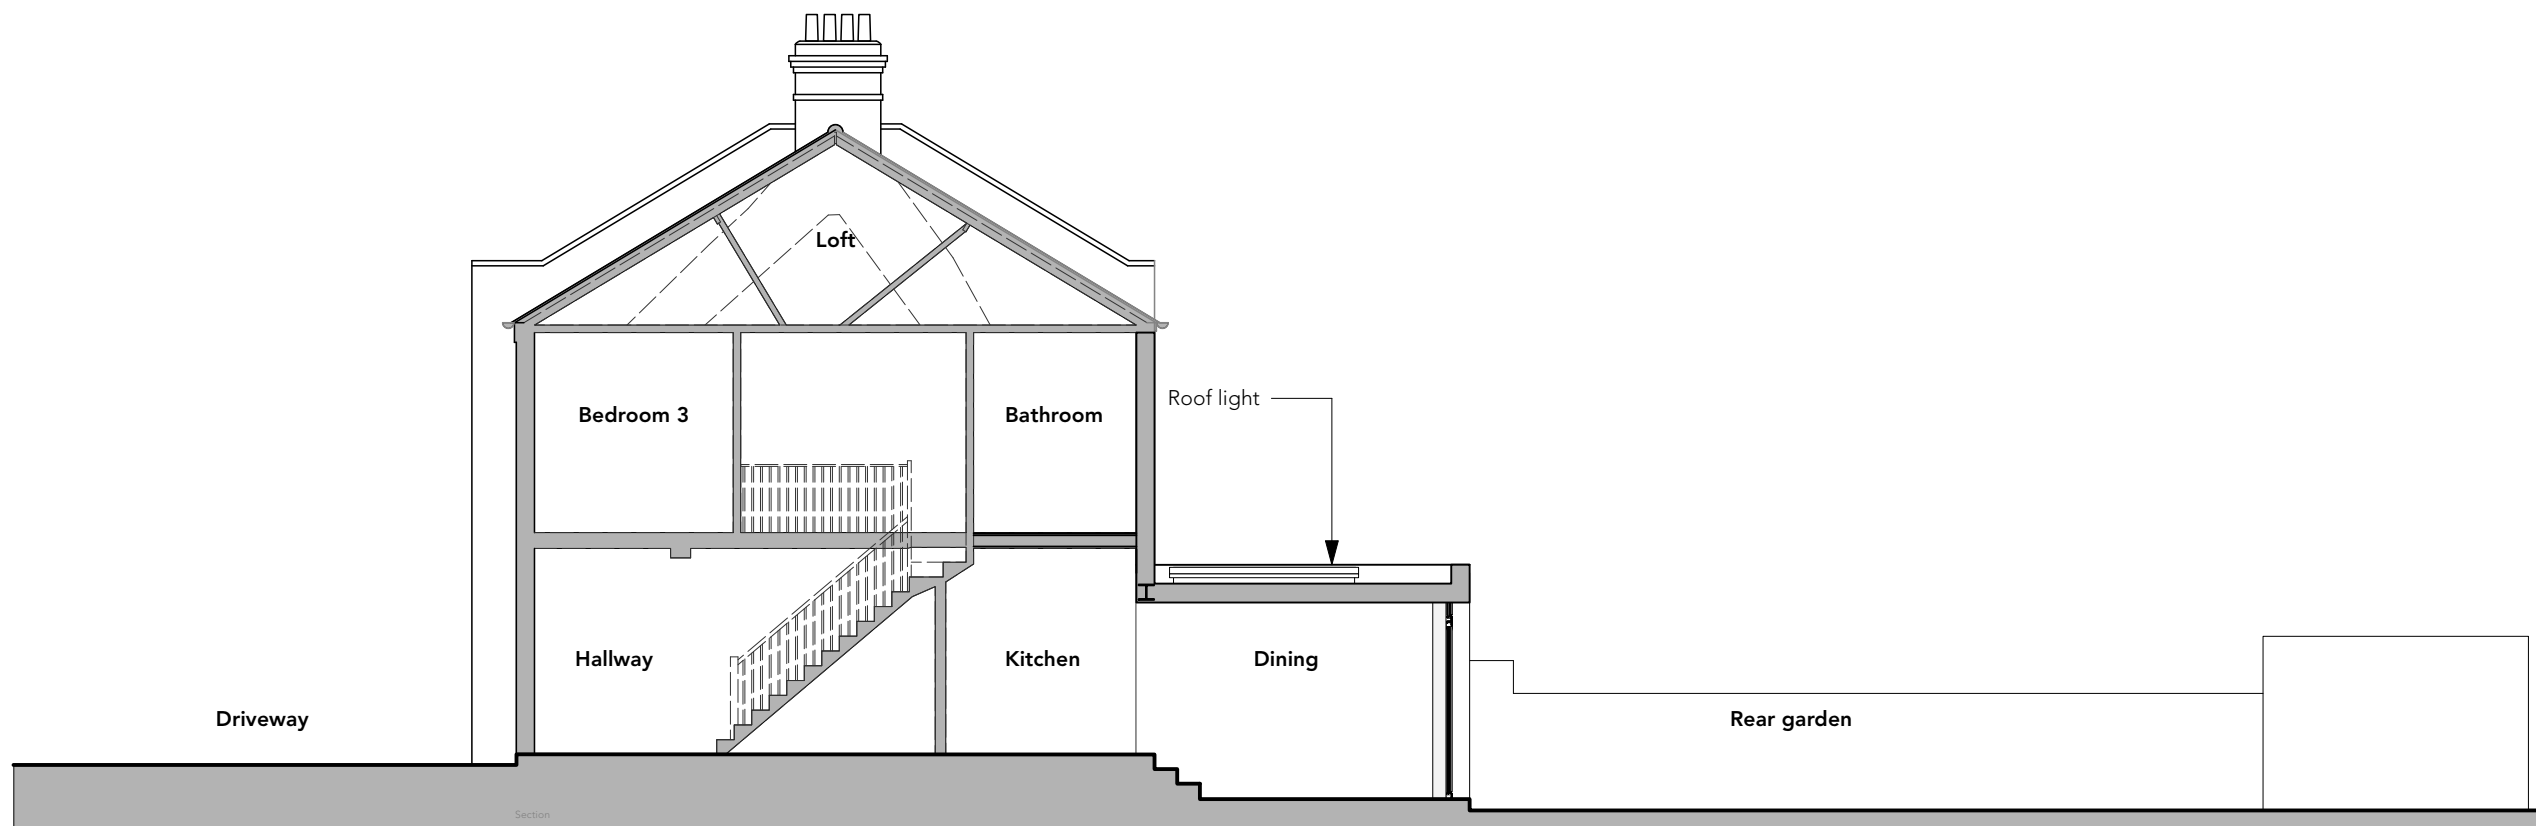 Loft
Bedroom 3
Bathroom
Roof light
Hallway
Kitchen
Dining
Driveway
Rear garden
Section